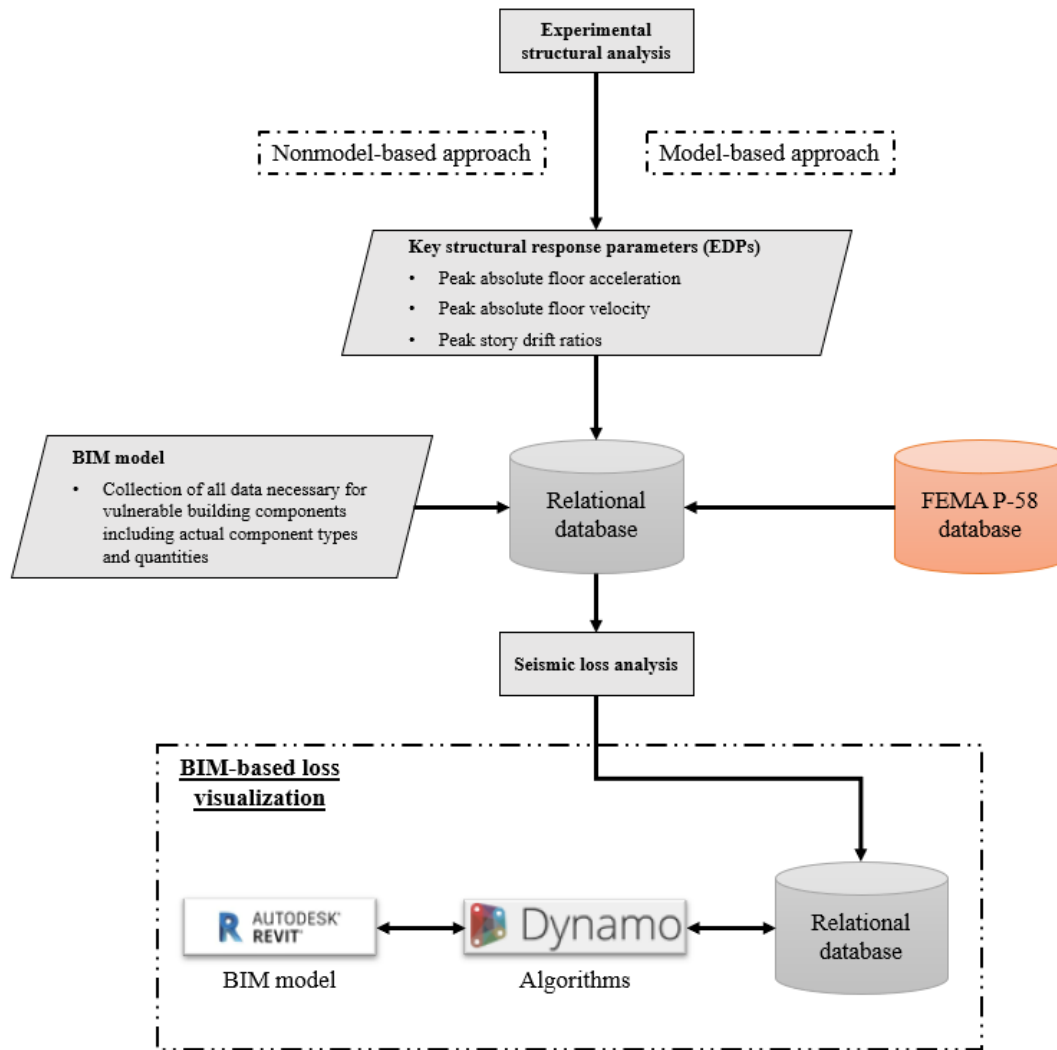 Experimental
structural analysis
Nonmodel-based approach
Model-based approach
Key structural response parameters (EDPs)
• Peak absolute floor acceleration
• Peak absolute floor velocity
• Peak story drift ratios
BIM model
• Collection of all data necessary for
vulnerable building components
including actual component types
and quantities
Relational
database
FEMA P-58
database
Seismic loss analysis
BIM-based loss
visualization
R AUTODESK®
REVIT®
BIM model
Dynamo
Algorithms
Relational
database